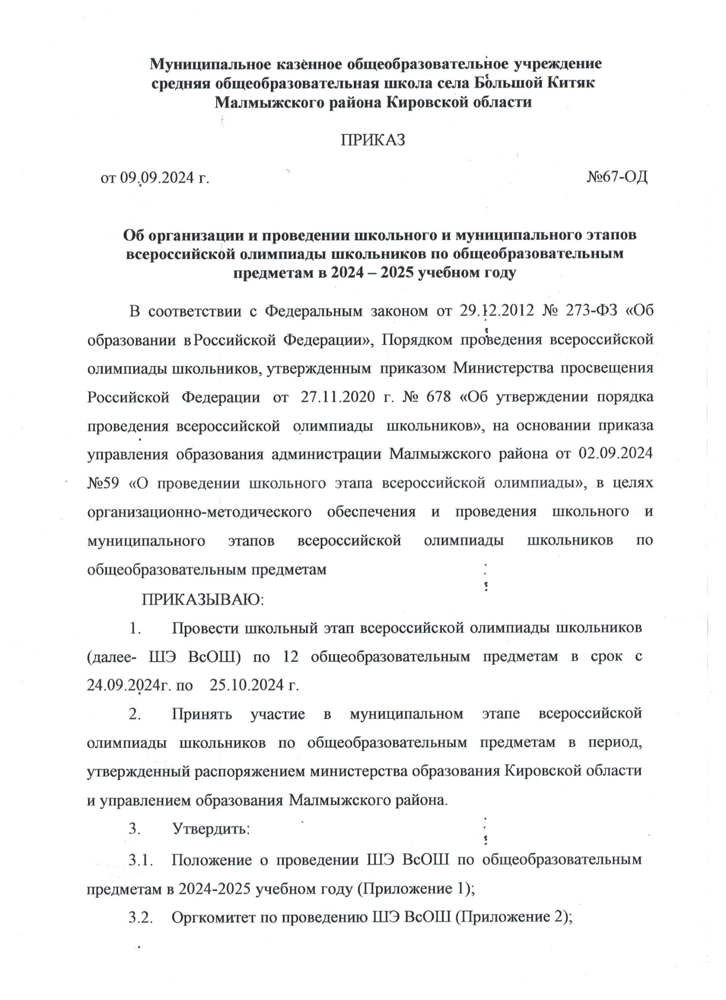 Муниципальное казенное общеобразовательное учреждение
средняя общеобразовательная школа села Большой Китяк
Малмыжского района Кировской области
ПРИКАЗ
от 09.09.2024 г. №67-ОД
Об организации и проведении школьного и муниципального этапов
всероссийской олимпиады школьников по общеобразовательным
предметам в 2024 – 2025 учебном году
В соответствии с Федеральным законом от 29.12.2012 № 273-ФЗ «Об
образовании в Российской Федерации», Порядком проведения всероссийской
олимпиады школьников, утвержденным приказом Министерства просвещения
Российской Федерации от 27.11.2020 г. № 678 «Об утверждении порядка
проведения всероссийской олимпиады школьников», на основании приказа
управления образования администрации Малмыжского района от 02.09.2024
№59 «О проведении школьного этапа всероссийской олимпиады», в целях
организационно-методического обеспечения и проведения школьного и
муниципального этапов всероссийской олимпиады школьников по
общеобразовательным предметам
ПРИКАЗЫВАЮ:
1. Провести школьный этап всероссийской олимпиады школьников
(далее- ШЭ ВсОШ) по 12 общеобразовательным предметам в срок с
24.09.2024г. по 25.10.2024 г.
2. Принять участие в муниципальном этапе всероссийской
олимпиады школьников по общеобразовательным предметам в период,
утвержденный распоряжением министерства образования Кировской области
и управлением образования Малмыжского района.
3. Утвердить:
3.1. Положение о проведении ШЭ ВсОШ по общеобразовательным
предметам в 2024-2025 учебном году (Приложение 1);
3.2. Оргкомитет по проведению ШЭ ВсОШ (Приложение 2);